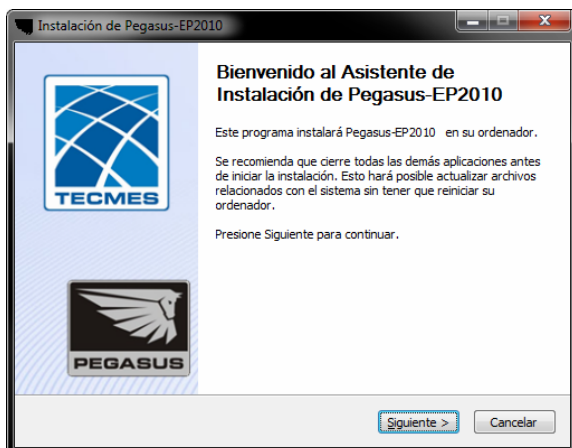 Instalación de Pegasus-EP2010
Bienvenido al Asistente de
Instalación de Pegasus-EP2010
Este programa instalará Pegasus-EP2010 en su ordenador.
Se recomienda que cierre todas las demás aplicaciones antes
de iniciar la instalación. Esto hará posible actualizar archivos
relacionados con el sistema sin tener que reiniciar su
ordenador.
Presione Siguiente para continuar.
TECMES
PEGASUS
Siguiente >
Cancelar